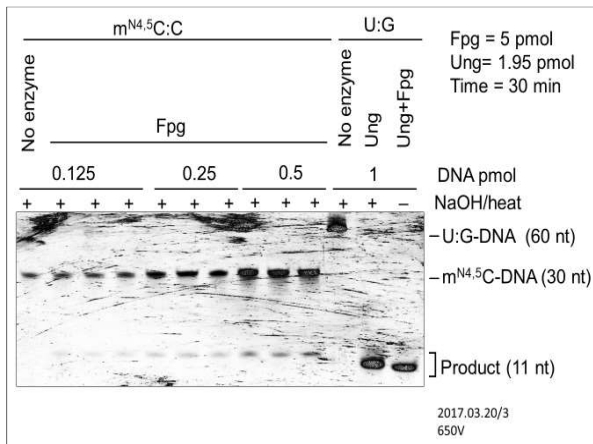 m^N4,5C:C
U:G
Fpg = 5 pmol
Ung= 1.95 pmol
Time = 30 min
No enzyme
Fpg
No enzyme
Ung
Ung+Fpg
0.125 0.25 0.5 1 DNA pmol
+ + + + + + + + + + + + − NaOH/heat
U:G-DNA (60 nt)
m^N4,5C-DNA (30 nt)
Product (11 nt)
2017.03.20/3
650V